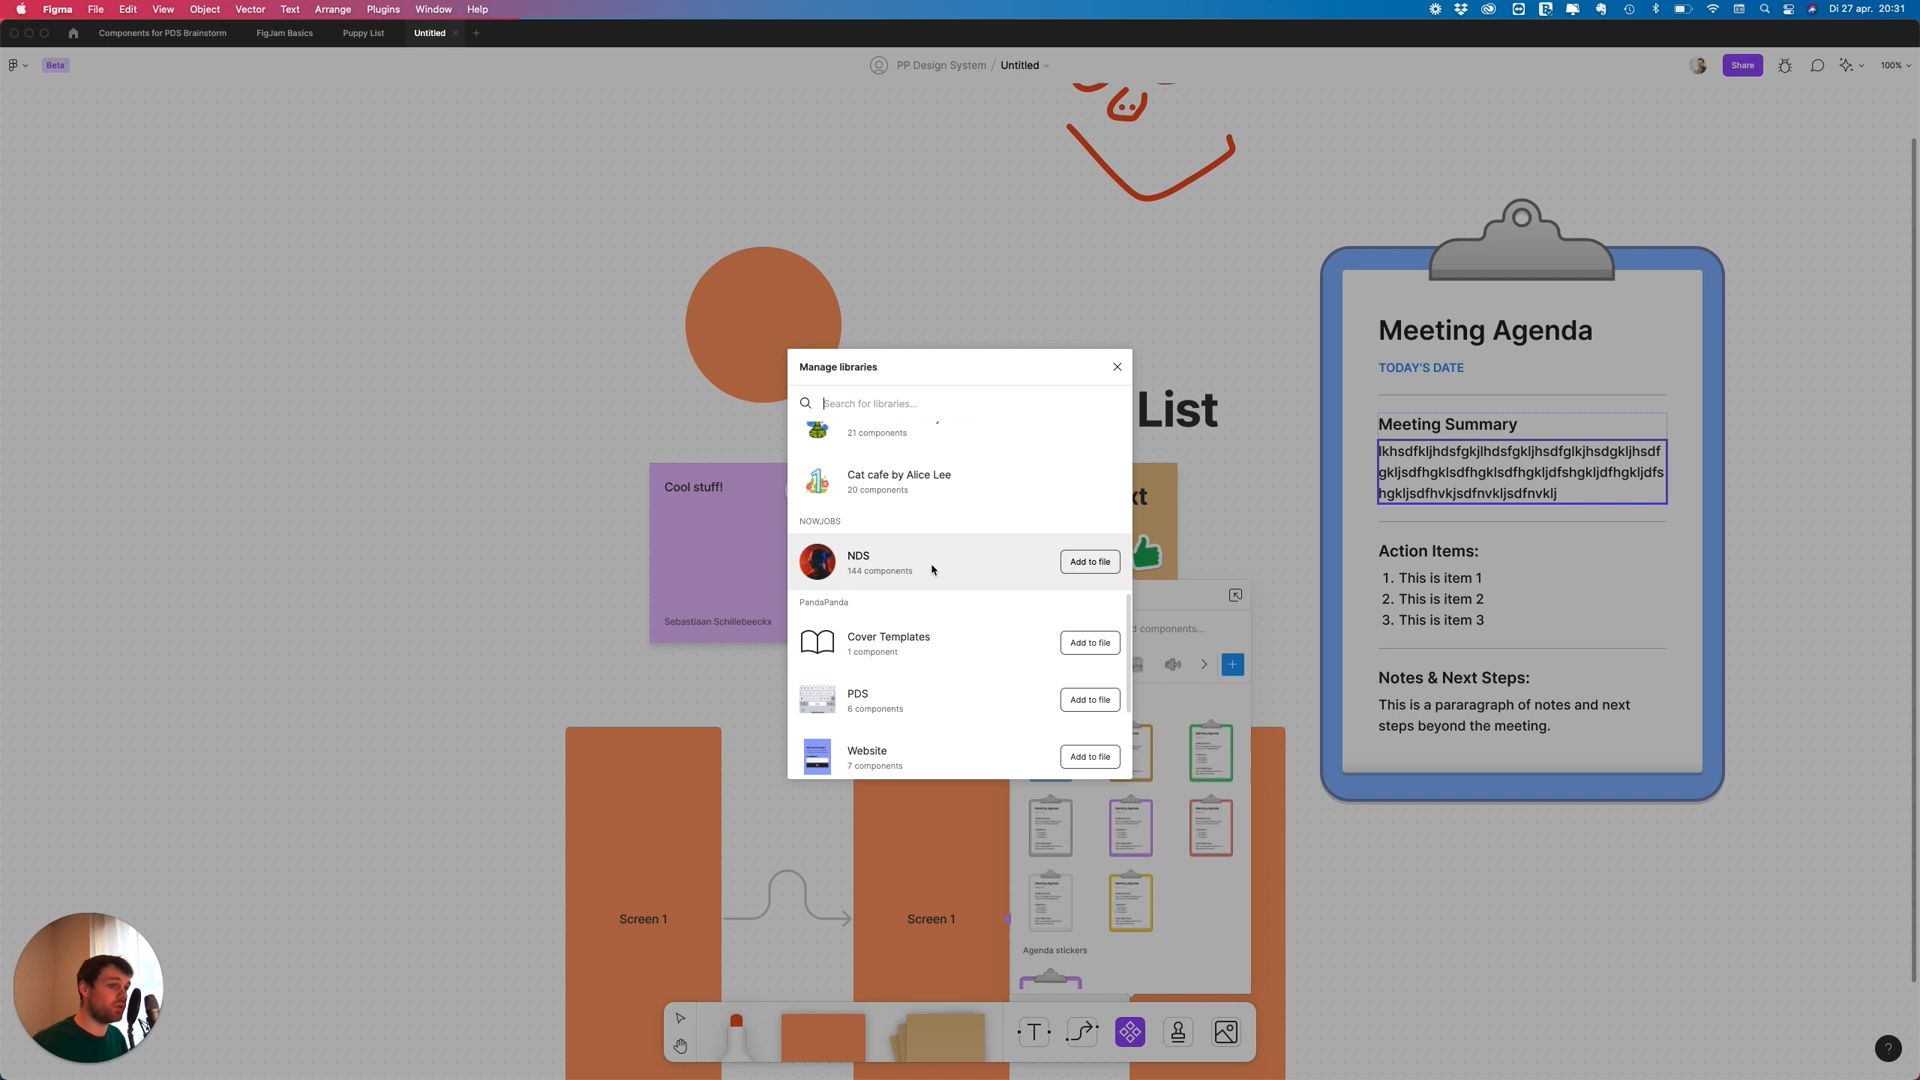 Figma File Edit View Object Vector Text Arrange Plugins Window Help
Di 27 apr. 20:31
Components for PDS Brainstorm
FigJam Basics
Puppy List
Untitled
Beta
PP Design System / Untitled
Share
100%
List
Cool stuff!
Sebastiaan Schillebeeckx
xt
Manage libraries
Search for libraries...
21 components
Cat cafe by Alice Lee
20 components
NOWJOBS
NDS
144 components
Add to file
PandaPanda
Cover Templates
1 component
Add to file
PDS
6 components
Add to file
Website
7 components
Add to file
d components...
Agenda stickers
Screen 1
Screen 1
Meeting Agenda
TODAY'S DATE
Meeting Summary
lkhsdfkljhdsfgkjlhdsfgkljhsdfglkjhsdgkljhsdf
gkljsdfhgklsdfhgklsdfhgkljdfshgkljdfhgkljdfs
hgkljsdfhvkjsdfnvkljsdfnvklj
Action Items:
1. This is item 1
2. This is item 2
3. This is item 3
Notes & Next Steps:
This is a pararagraph of notes and next
steps beyond the meeting.
T
?